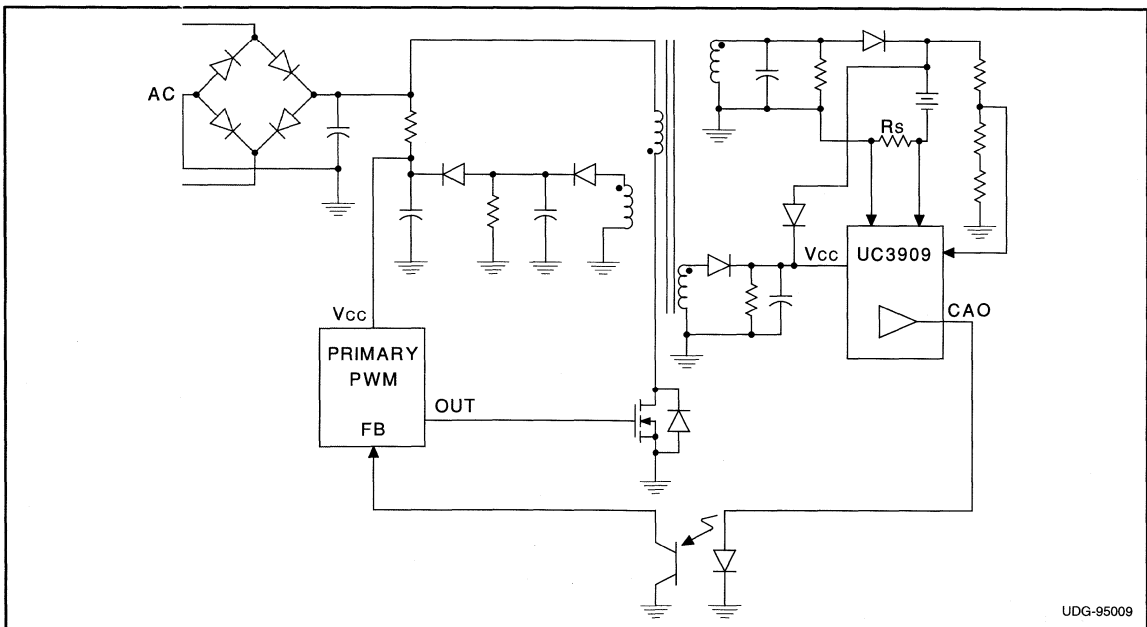 AC
Rs
Vcc
UC3909
CAO
Vcc
PRIMARY
PWM
OUT
FB
UDG-95009